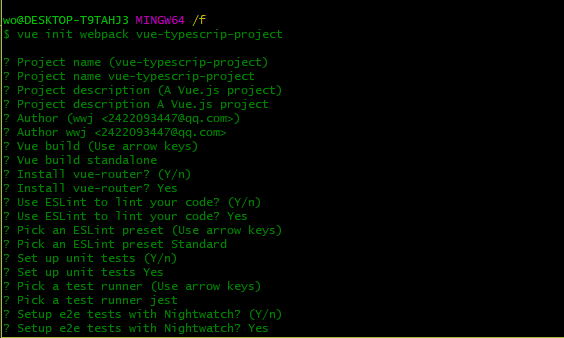 wo@DESKTOP-T9TAHJ3 MINGW64 /f
$ vue init webpack vue-typescrip-project
? Project name (vue-typescrip-project)
? Project name vue-typescrip-project
? Project description (A Vue.js project)
? Project description A Vue.js project
? Author (wwj <2422093447@qq.com>)
? Author wwj <2422093447@qq.com>
? Vue build (Use arrow keys)
? Vue build standalone
? Install vue-router? (Y/n)
? Install vue-router? Yes
? Use ESLint to lint your code? (Y/n)
? Use ESLint to lint your code? Yes
? Pick an ESLint preset (Use arrow keys)
? Pick an ESLint preset Standard
? Set up unit tests (Y/n)
? Set up unit tests Yes
? Pick a test runner (Use arrow keys)
? Pick a test runner jest
? Setup e2e tests with Nightwatch? (Y/n)
? Setup e2e tests with Nightwatch? Yes